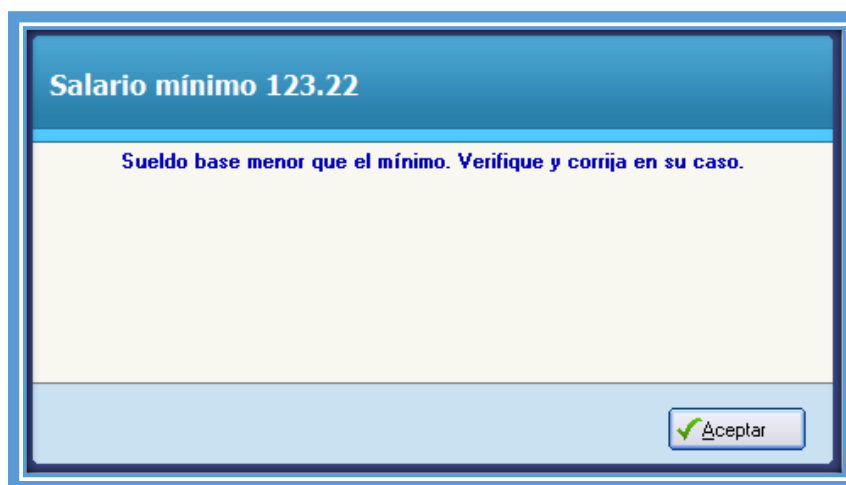 Salario mínimo 123.22
Sueldo base menor que el mínimo. Verifique y corrija en su caso.
Aceptar